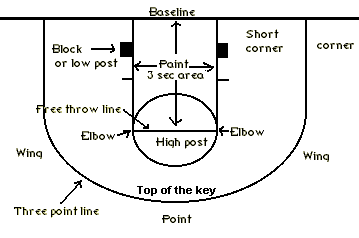 Baseline
Short
corner
corner
Block
or low post
Paint
3 sec area
Free throw line
Elbow
Elbow
High post
Wing
Wing
Top of the key
Three point line
Point